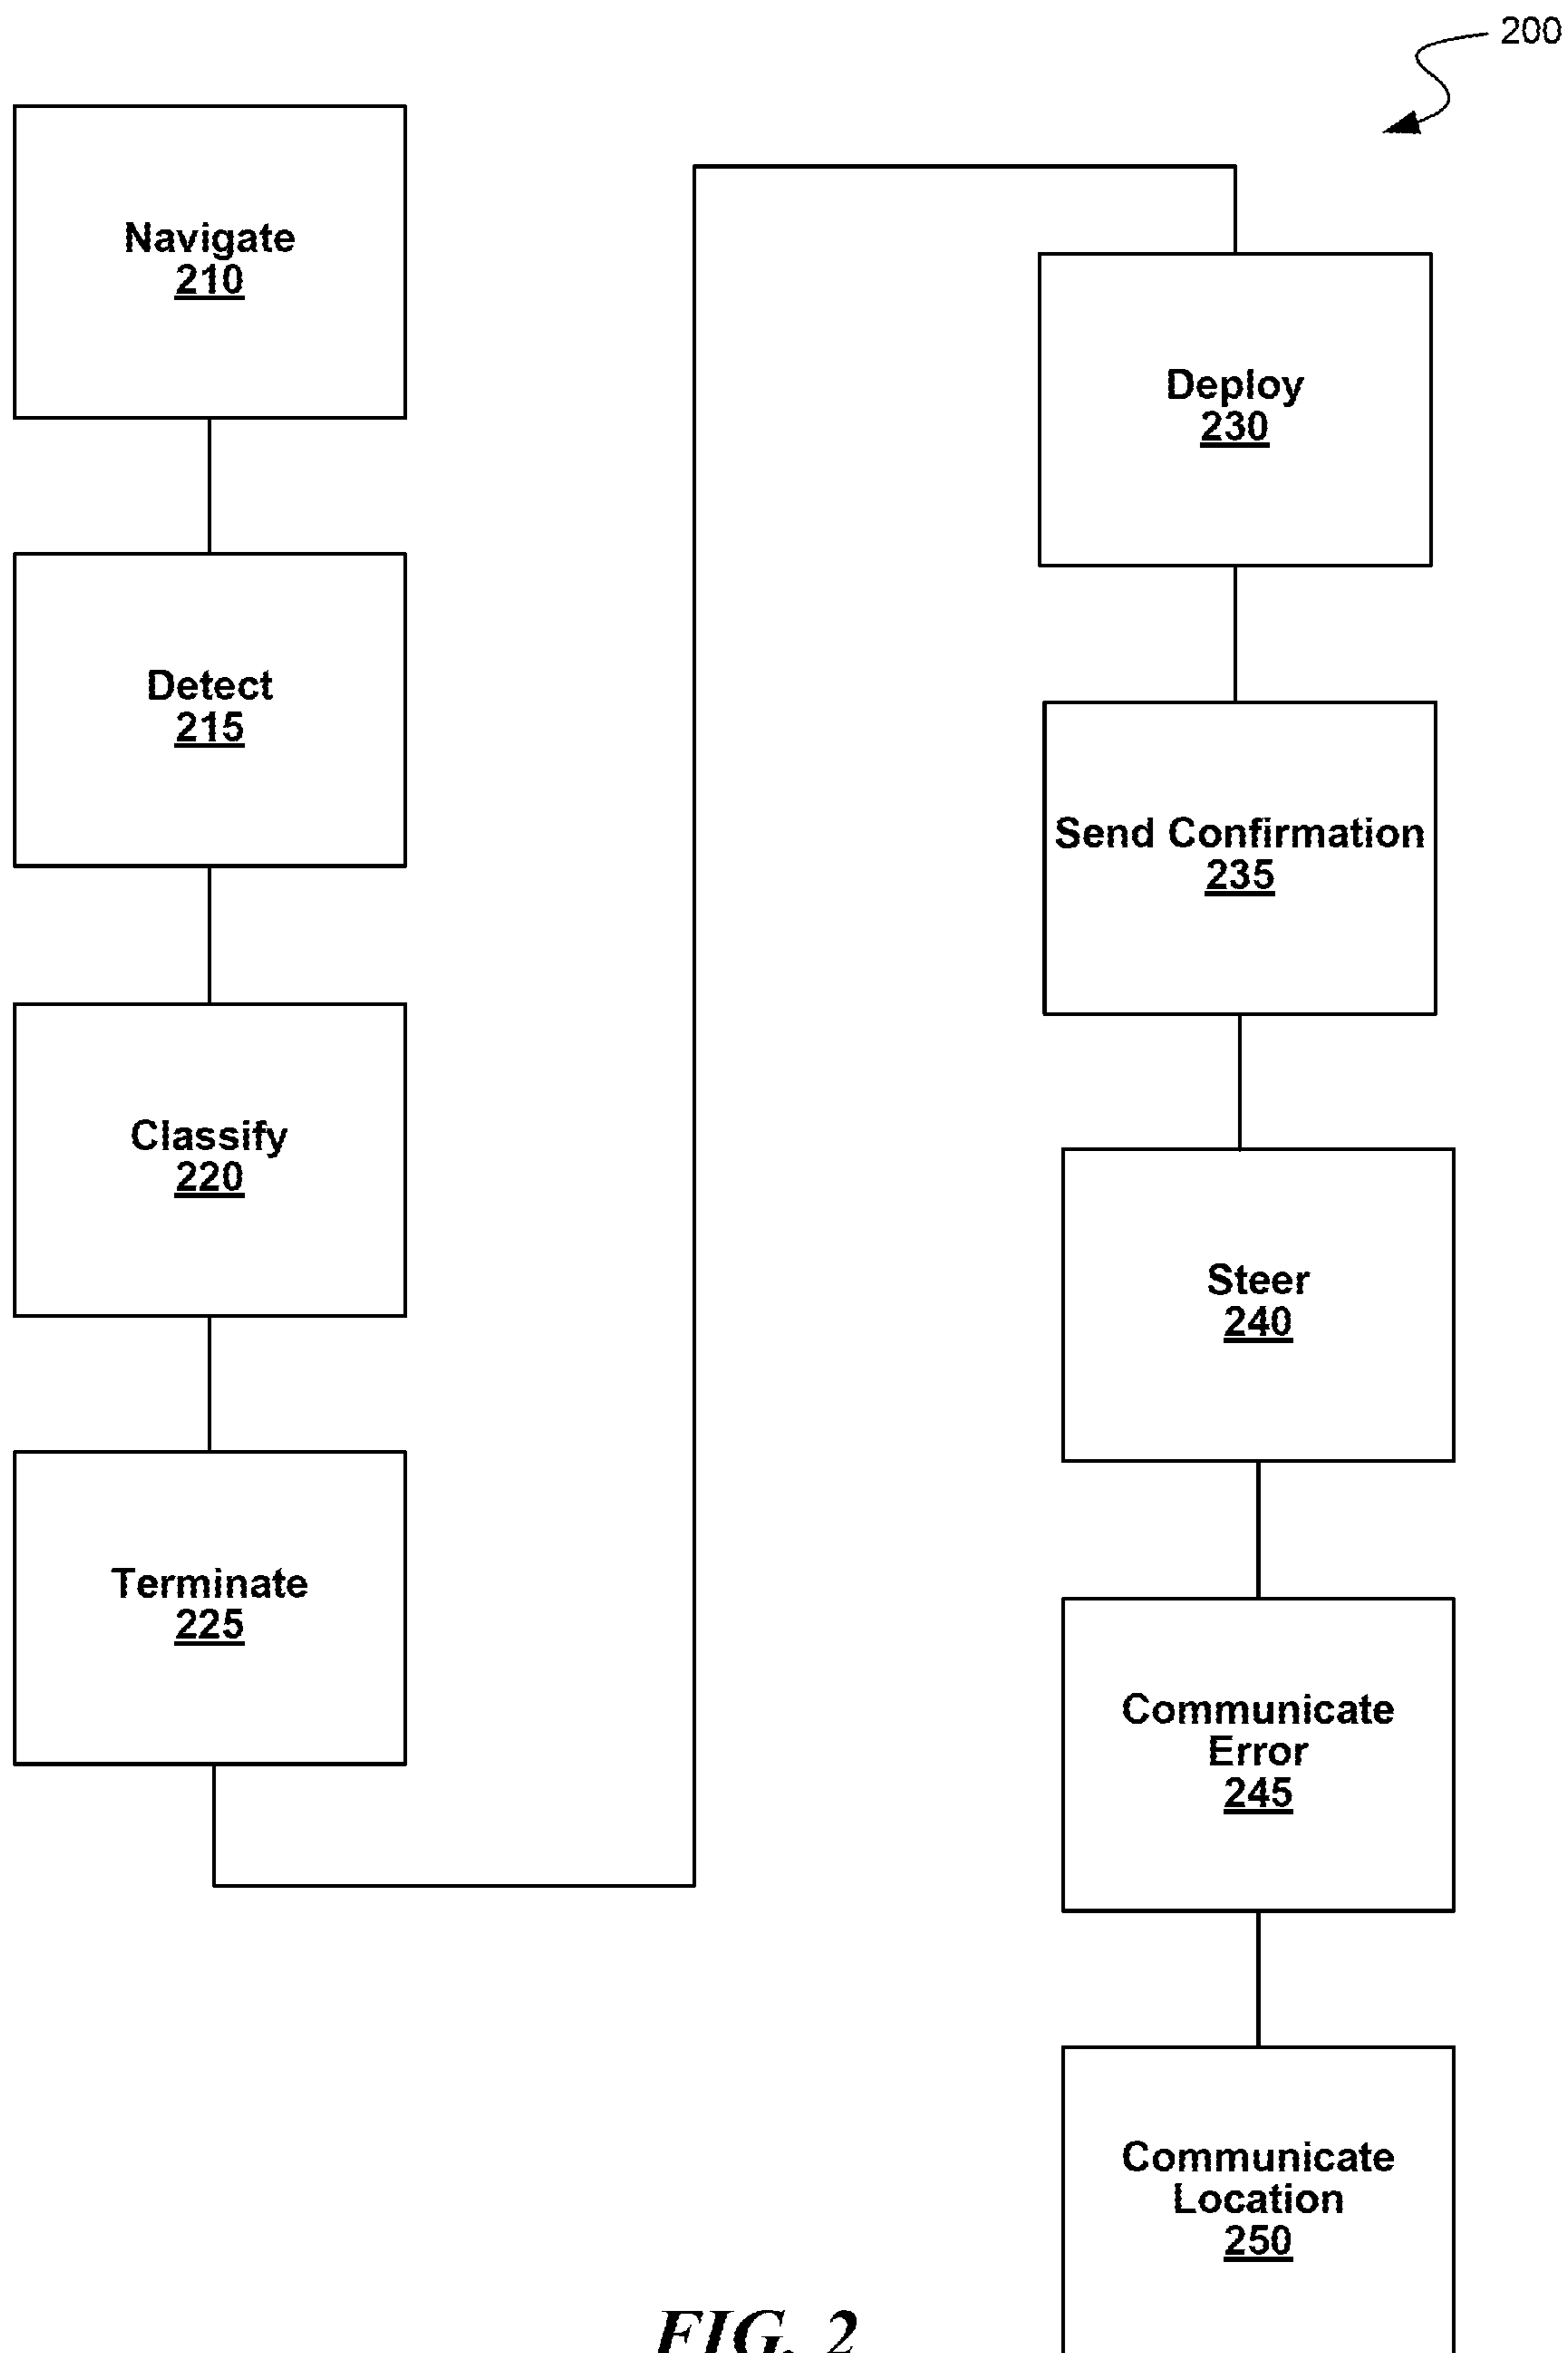 200
Navigate
210
Detect
215
Classify
220
Terminate
225
Deploy
230
Send Confirmation
235
Steer
240
Communicate
Error
245
Communicate
Location
250
FIG. 2